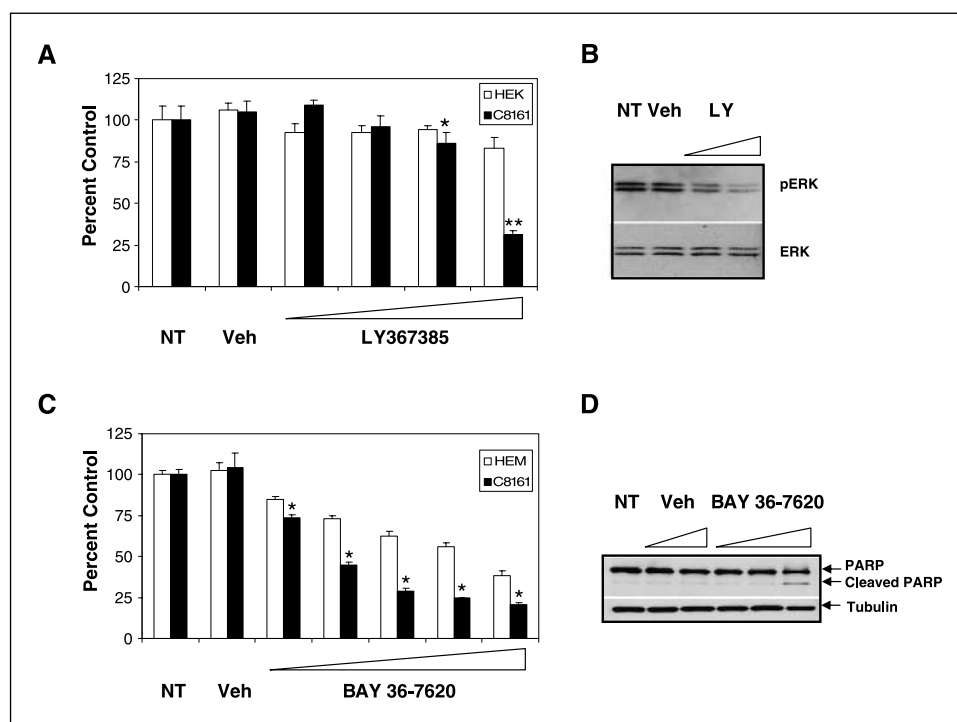 A
Percent Control
125
100
75
50
25
0
HEK
C8161
*
**
NT Veh LY367385
B
NT Veh LY
pERK
ERK
C
Percent Control
125
100
75
50
25
0
HEM
C8161
*
*
*
*
*
NT Veh BAY 36-7620
D
NT Veh BAY 36-7620
PARP
Cleaved PARP
Tubulin